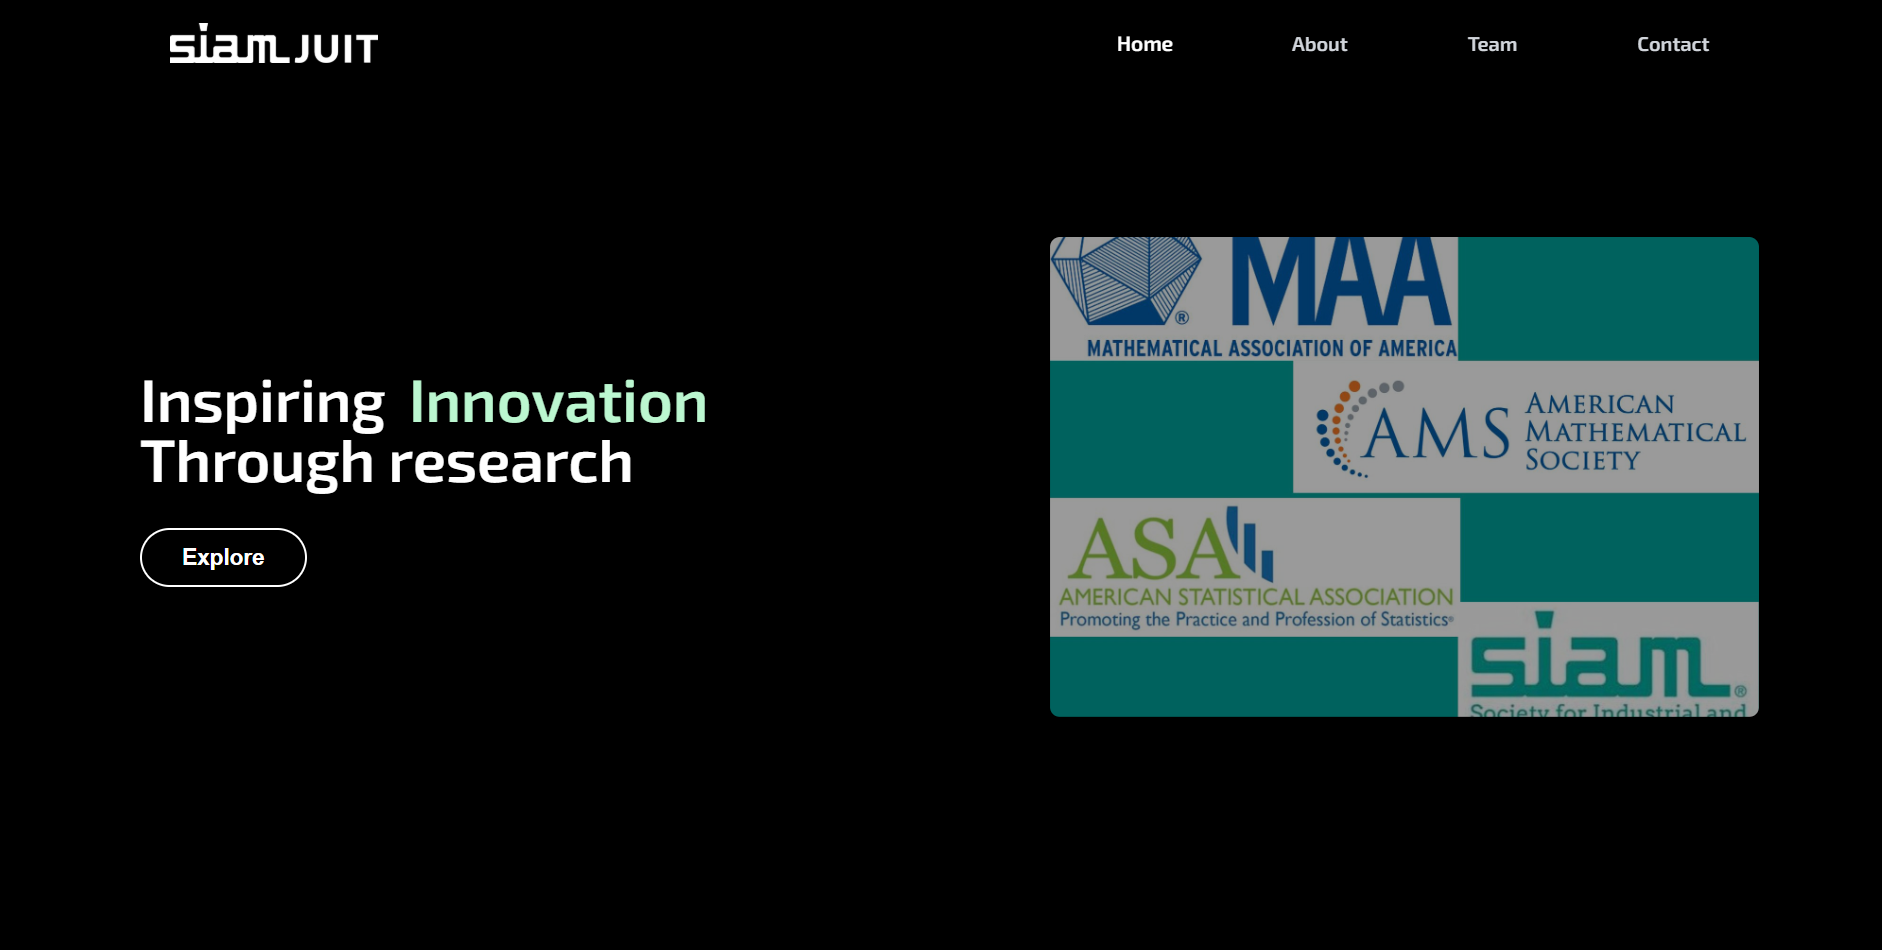 siam JUIT
Home
About
Team
Contact
Inspiring Innovation
Through research
Explore
MAA
®
MATHEMATICAL ASSOCIATION OF AMERICA
AMS
AMERICAN
MATHEMATICAL
SOCIETY
ASA
AMERICAN STATISTICAL ASSOCIATION
Promoting the Practice and Profession of Statistics®
siam®
Society for Industrial and